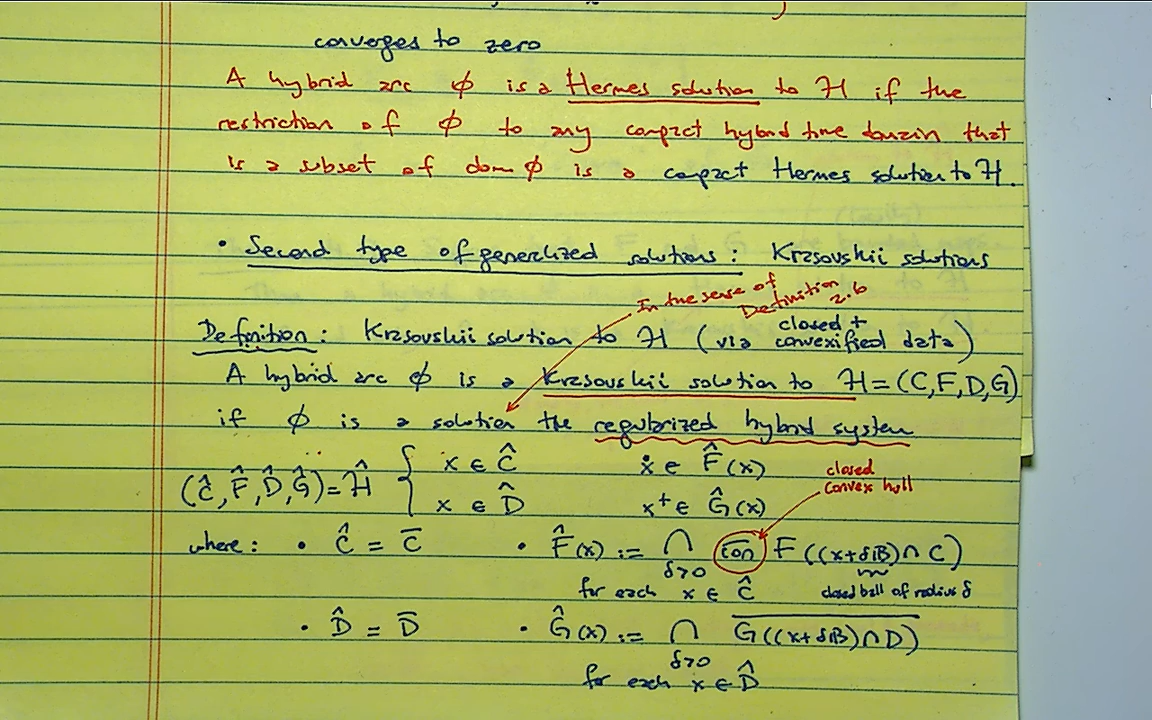 converges to zero
A hybrid arc ϕ is a Hermes solution to H if the
restriction of ϕ to any compact hybrid time domain that
is a subset of dom ϕ is a compact Hermes solution to H.
• Second type of generalized solutions: Krasovskii solutions
In the sense of
Definition 2.6
closed +
Definition: Krasovskii solution to H (via convexified data)
A hybrid arc ϕ is a Krasovskii solution to H = (C,F,D,G)
if ϕ is a solution the regularized hybrid system
(Ĉ,F̂,D̂,Ĝ)=Ĥ { x ∈ Ĉ ẋ ∈ F̂(x)
x ∈ D̂ x⁺ ∈ Ĝ(x)
closed
convex hull
where: • Ĉ = C̅ • F̂(x) := ⋂ δ>0 c̅o̅n̅ F((x+δB)∩C)
for each x ∈ Ĉ closed ball of radius δ
• D̂ = D̅ • Ĝ(x) := ⋂ δ>0 G̅(̅(̅x̅+̅δ̅B̅)̅∩̅D̅)̅
for each x ∈ D̂